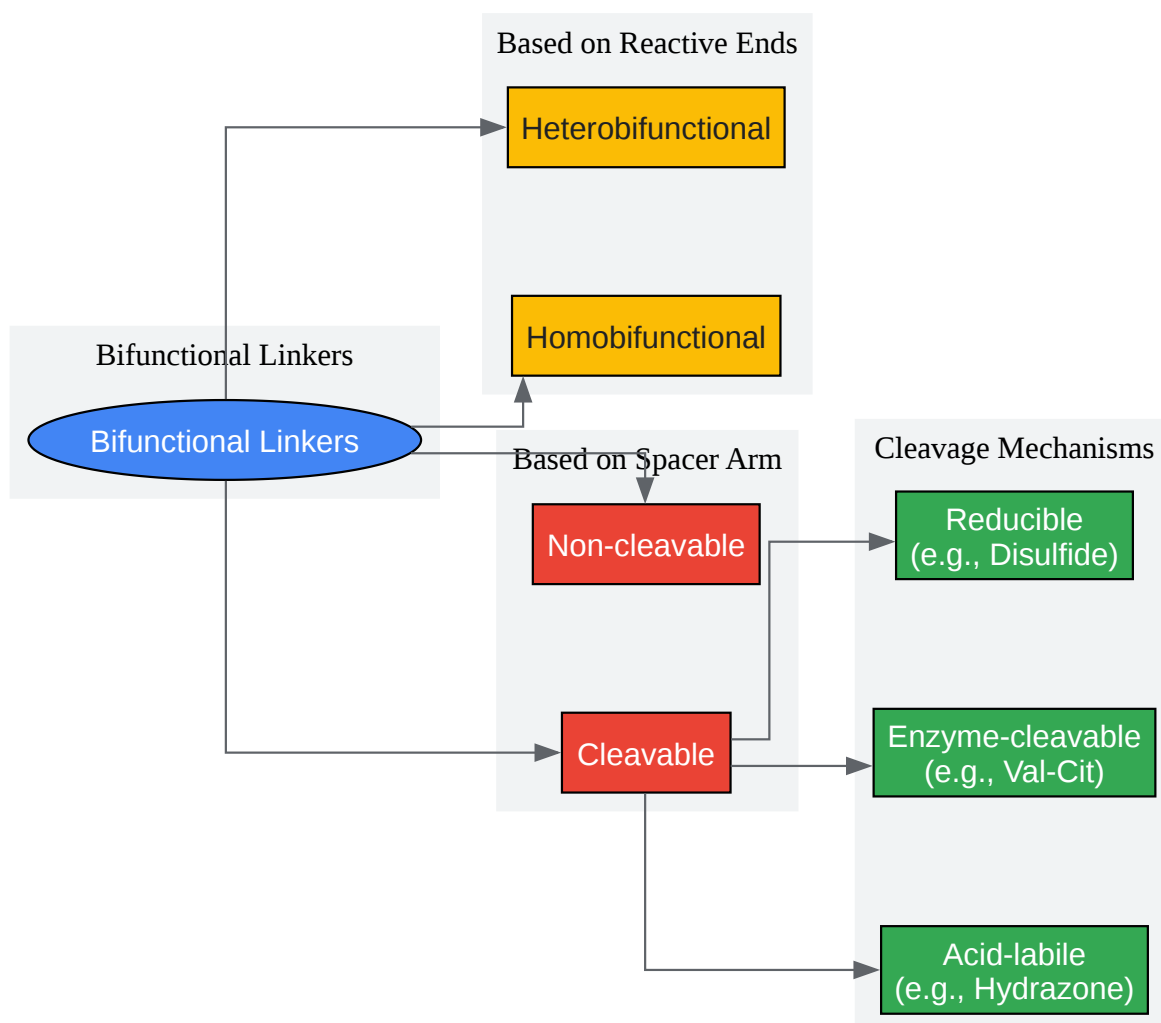 Based on Reactive Ends
Heterobifunctional
Homobifunctional
Bifunctional Linkers
Bifunctional Linkers
Based on Spacer Arm
Non-cleavable
Cleavable
Cleavage Mechanisms
Reducible
(e.g., Disulfide)
Enzyme-cleavable
(e.g., Val-Cit)
Acid-labile
(e.g., Hydrazone)